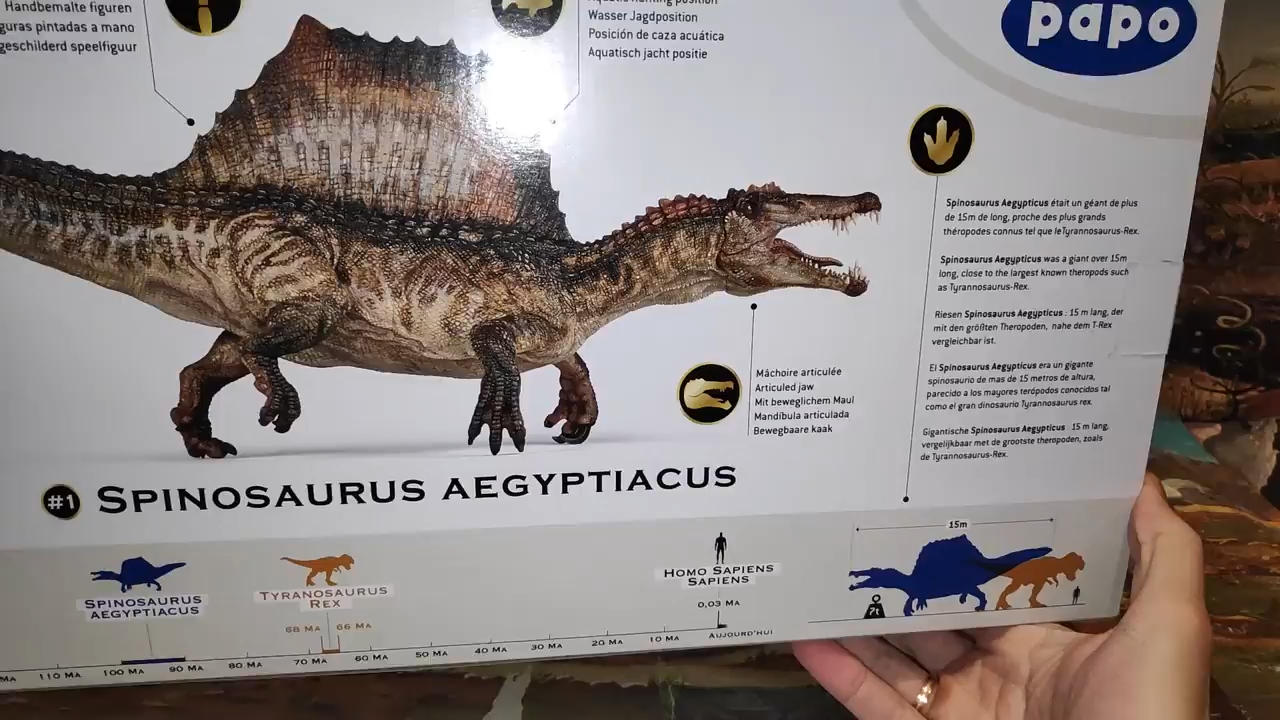 Handbemalte figuren
guras pintadas a mano
geschilderd speelfiguur
Wasser Jagdposition
Posición de caza acuática
Aquatisch jacht positie
papo
Spinosaurus Aegypticus était un géant de plus
de 15m de long, proche des plus grands
théropodes connus tel que leTyrannosaurus-Rex.
Spinosaurus Aegypticus was a giant over 15m
long, close to the largest known theropods such
as Tyrannosaurus-Rex.
Riesen Spinosaurus Aegypticus : 15 m lang, der
mit den größten Theropoden, nahe dem T-Rex
vergleichbar ist.
El Spinosaurus Aegypticus era un gigante
spinosaurio de mas de 15 metros de altura,
parecido a los mayores terópodos conocidos tal
como el gran dinosaurio Tyrannosaurus rex.
Gigantische Spinosaurus Aegypticus : 15 m lang,
vergelijkbaar met de grootste theropoden, zoals
de Tyrannosaurus-Rex.
Mâchoire articulée
Articuled jaw
Mit beweglichem Maul
Mandíbula articulada
Bewegbaare kaak
#1 SPINOSAURUS AEGYPTIACUS
SPINOSAURUS
AEGYPTIACUS
TYRANNOSAURUS
REX
68 MA 66 MA
HOMO SAPIENS
SAPIENS
0,03 MA
15m
7t
MA 110 MA 100 MA 90 MA 80 MA 70 MA 60 MA 50 MA 40 MA 30 MA 20 MA 10 MA AUJOURD'HUI